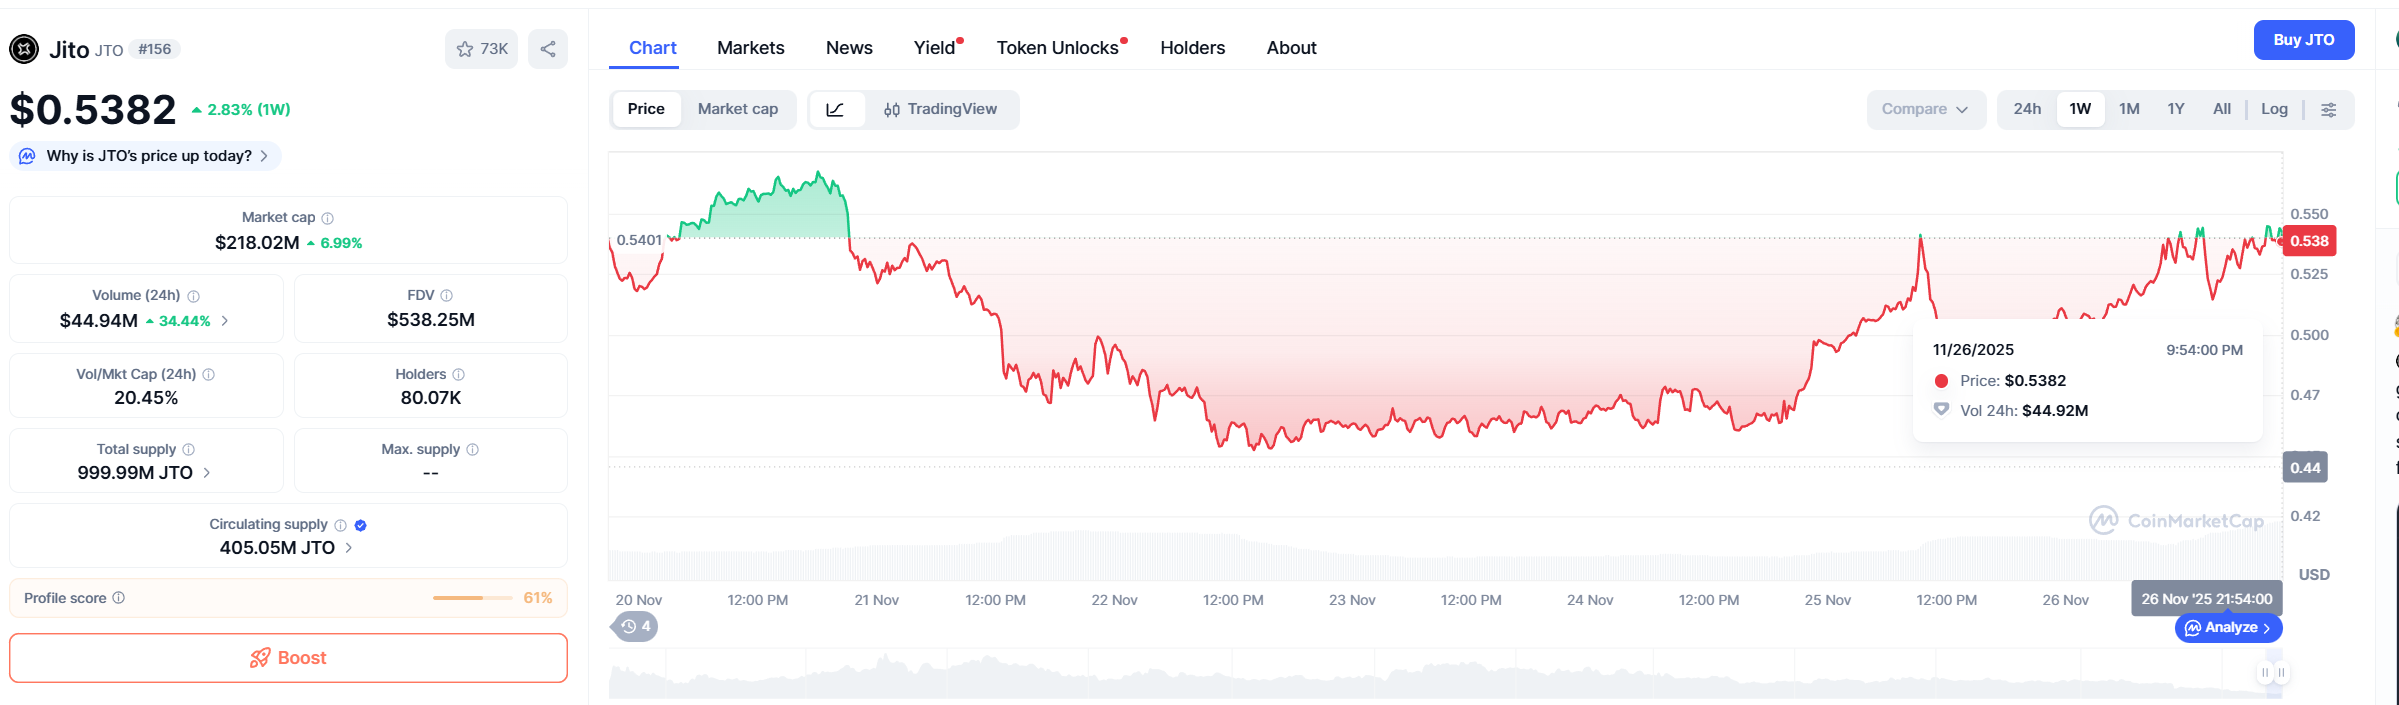 Jito JTO #156
73K
$0.5382 2.83% (1W)
Why is JTO's price up today?
Market cap
$218.02M 6.99%
Volume (24h)
$44.94M 34.44%
FDV
$538.25M
Vol/Mkt Cap (24h)
20.45%
Holders
80.07K
Total supply
999.99M JTO
Max. supply
--
Circulating supply
405.05M JTO
Profile score 61%
Boost
Chart Markets News Yield Token Unlocks Holders About
Buy JTO
Price Market cap TradingView
Compare 24h 1W 1M 1Y All Log
0.5401
0.550
0.538
0.525
0.500
0.47
0.44
0.42
USD
11/26/2025 9:54:00 PM
Price: $0.5382
Vol 24h: $44.92M
CoinMarketCap
20 Nov 12:00 PM 21 Nov 12:00 PM 22 Nov 12:00 PM 23 Nov 12:00 PM 24 Nov 12:00 PM 25 Nov 12:00 PM 26 Nov 26 Nov '25 21:54:00
4
Analyze